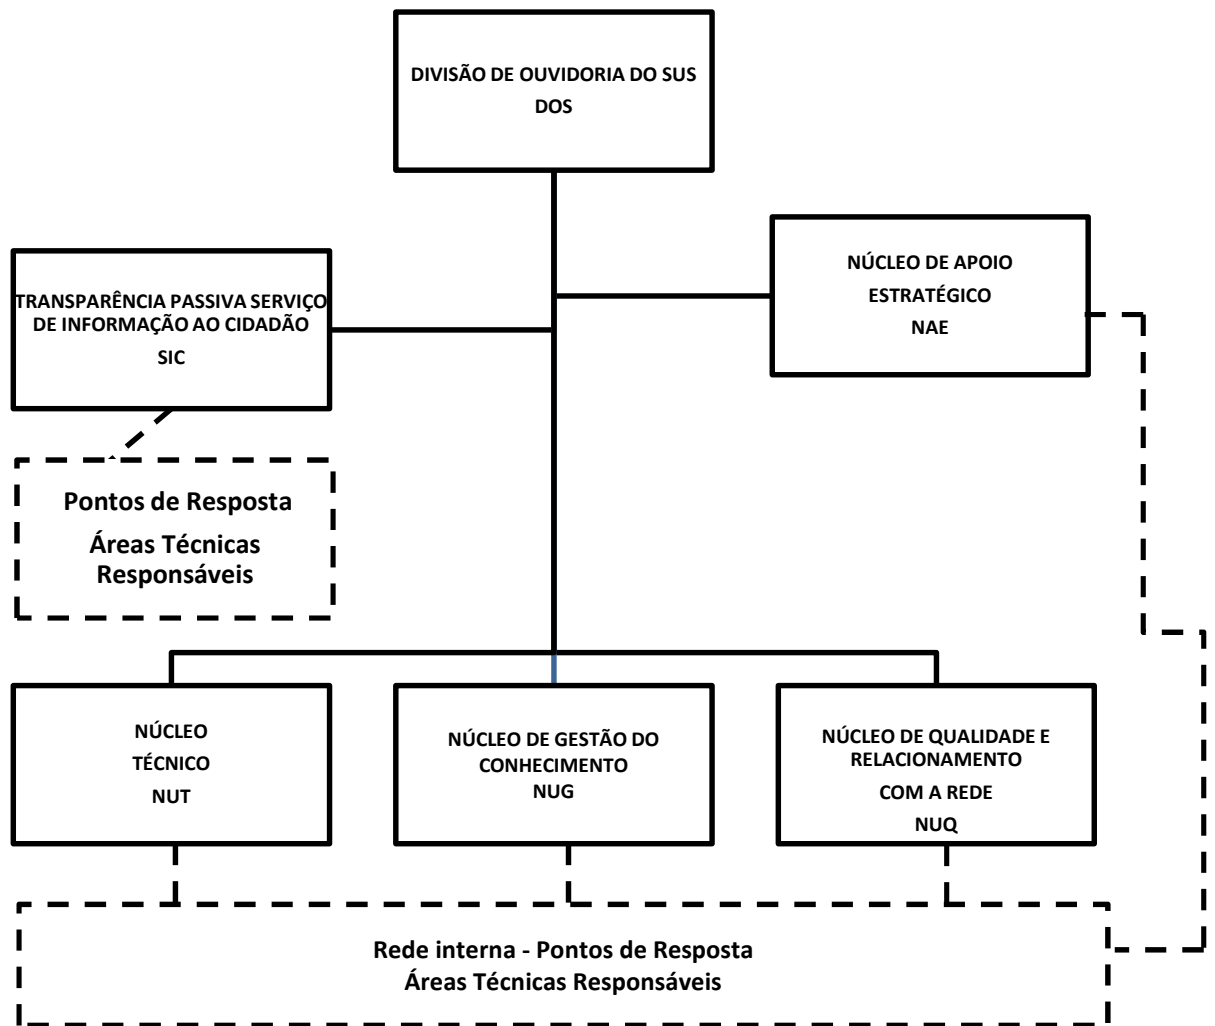 DIVISÃO DE OUVIDORIA DO SUS
DOS
NÚCLEO DE APOIO
ESTRATÉGICO
NAE
TRANSPARÊNCIA PASSIVA SERVIÇO
DE INFORMAÇÃO AO CIDADÃO
SIC
Pontos de Resposta
Áreas Técnicas
Responsáveis
NÚCLEO
TÉCNICO
NUT
NÚCLEO DE GESTÃO DO
CONHECIMENTO
NUG
NÚCLEO DE QUALIDADE E
RELACIONAMENTO
COM A REDE
NUQ
Rede interna - Pontos de Resposta
Áreas Técnicas Responsáveis